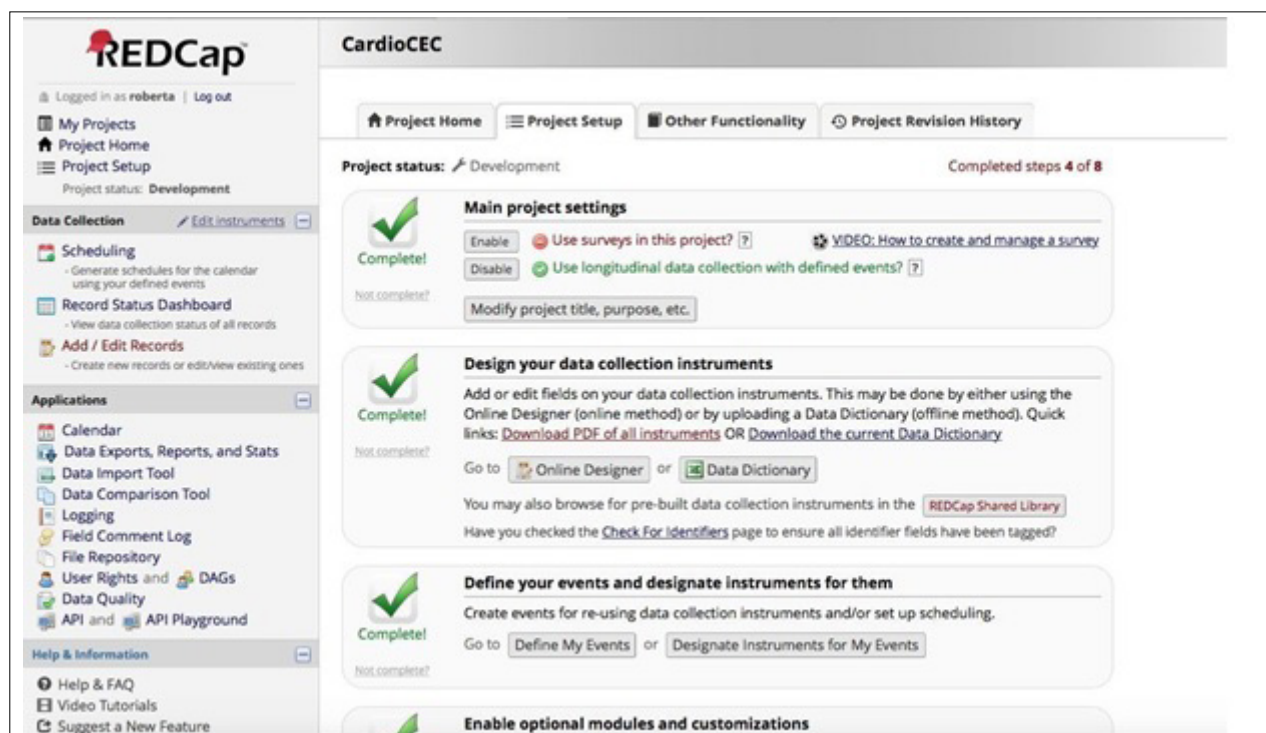 REDCap
Logged in as roberta | Log out
My Projects
Project Home
Project Setup
Project status: Development
Data Collection
Edit instruments
Scheduling
- Generate schedules for the calendar
using your defined events
Record Status Dashboard
- View data collection status of all records
Add / Edit Records
- Create new records or edit/view existing ones
Applications
Calendar
Data Exports, Reports, and Stats
Data Import Tool
Data Comparison Tool
Logging
Field Comment Log
File Repository
User Rights and DAGs
Data Quality
API and API Playground
Help & Information
Help & FAQ
Video Tutorials
Suggest a New Feature
CardioCEC
Project Home
Project Setup
Other Functionality
Project Revision History
Project status: Development
Completed steps 4 of 8
Complete!
Not complete?
Main project settings
Enable Use surveys in this project? ?
VIDEO: How to create and manage a survey
Disable Use longitudinal data collection with defined events? ?
Modify project title, purpose, etc.
Complete!
Not complete?
Design your data collection instruments
Add or edit fields on your data collection instruments. This may be done by either using the
Online Designer (online method) or by uploading a Data Dictionary (offline method). Quick
links: Download PDF of all instruments OR Download the current Data Dictionary
Go to Online Designer or Data Dictionary
You may also browse for pre-built data collection instruments in the REDCap Shared Library
Have you checked the Check For Identifiers page to ensure all identifier fields have been tagged?
Complete!
Not complete?
Define your events and designate instruments for them
Create events for re-using data collection instruments and/or set up scheduling.
Go to Define My Events or Designate Instruments for My Events
Enable optional modules and customizations